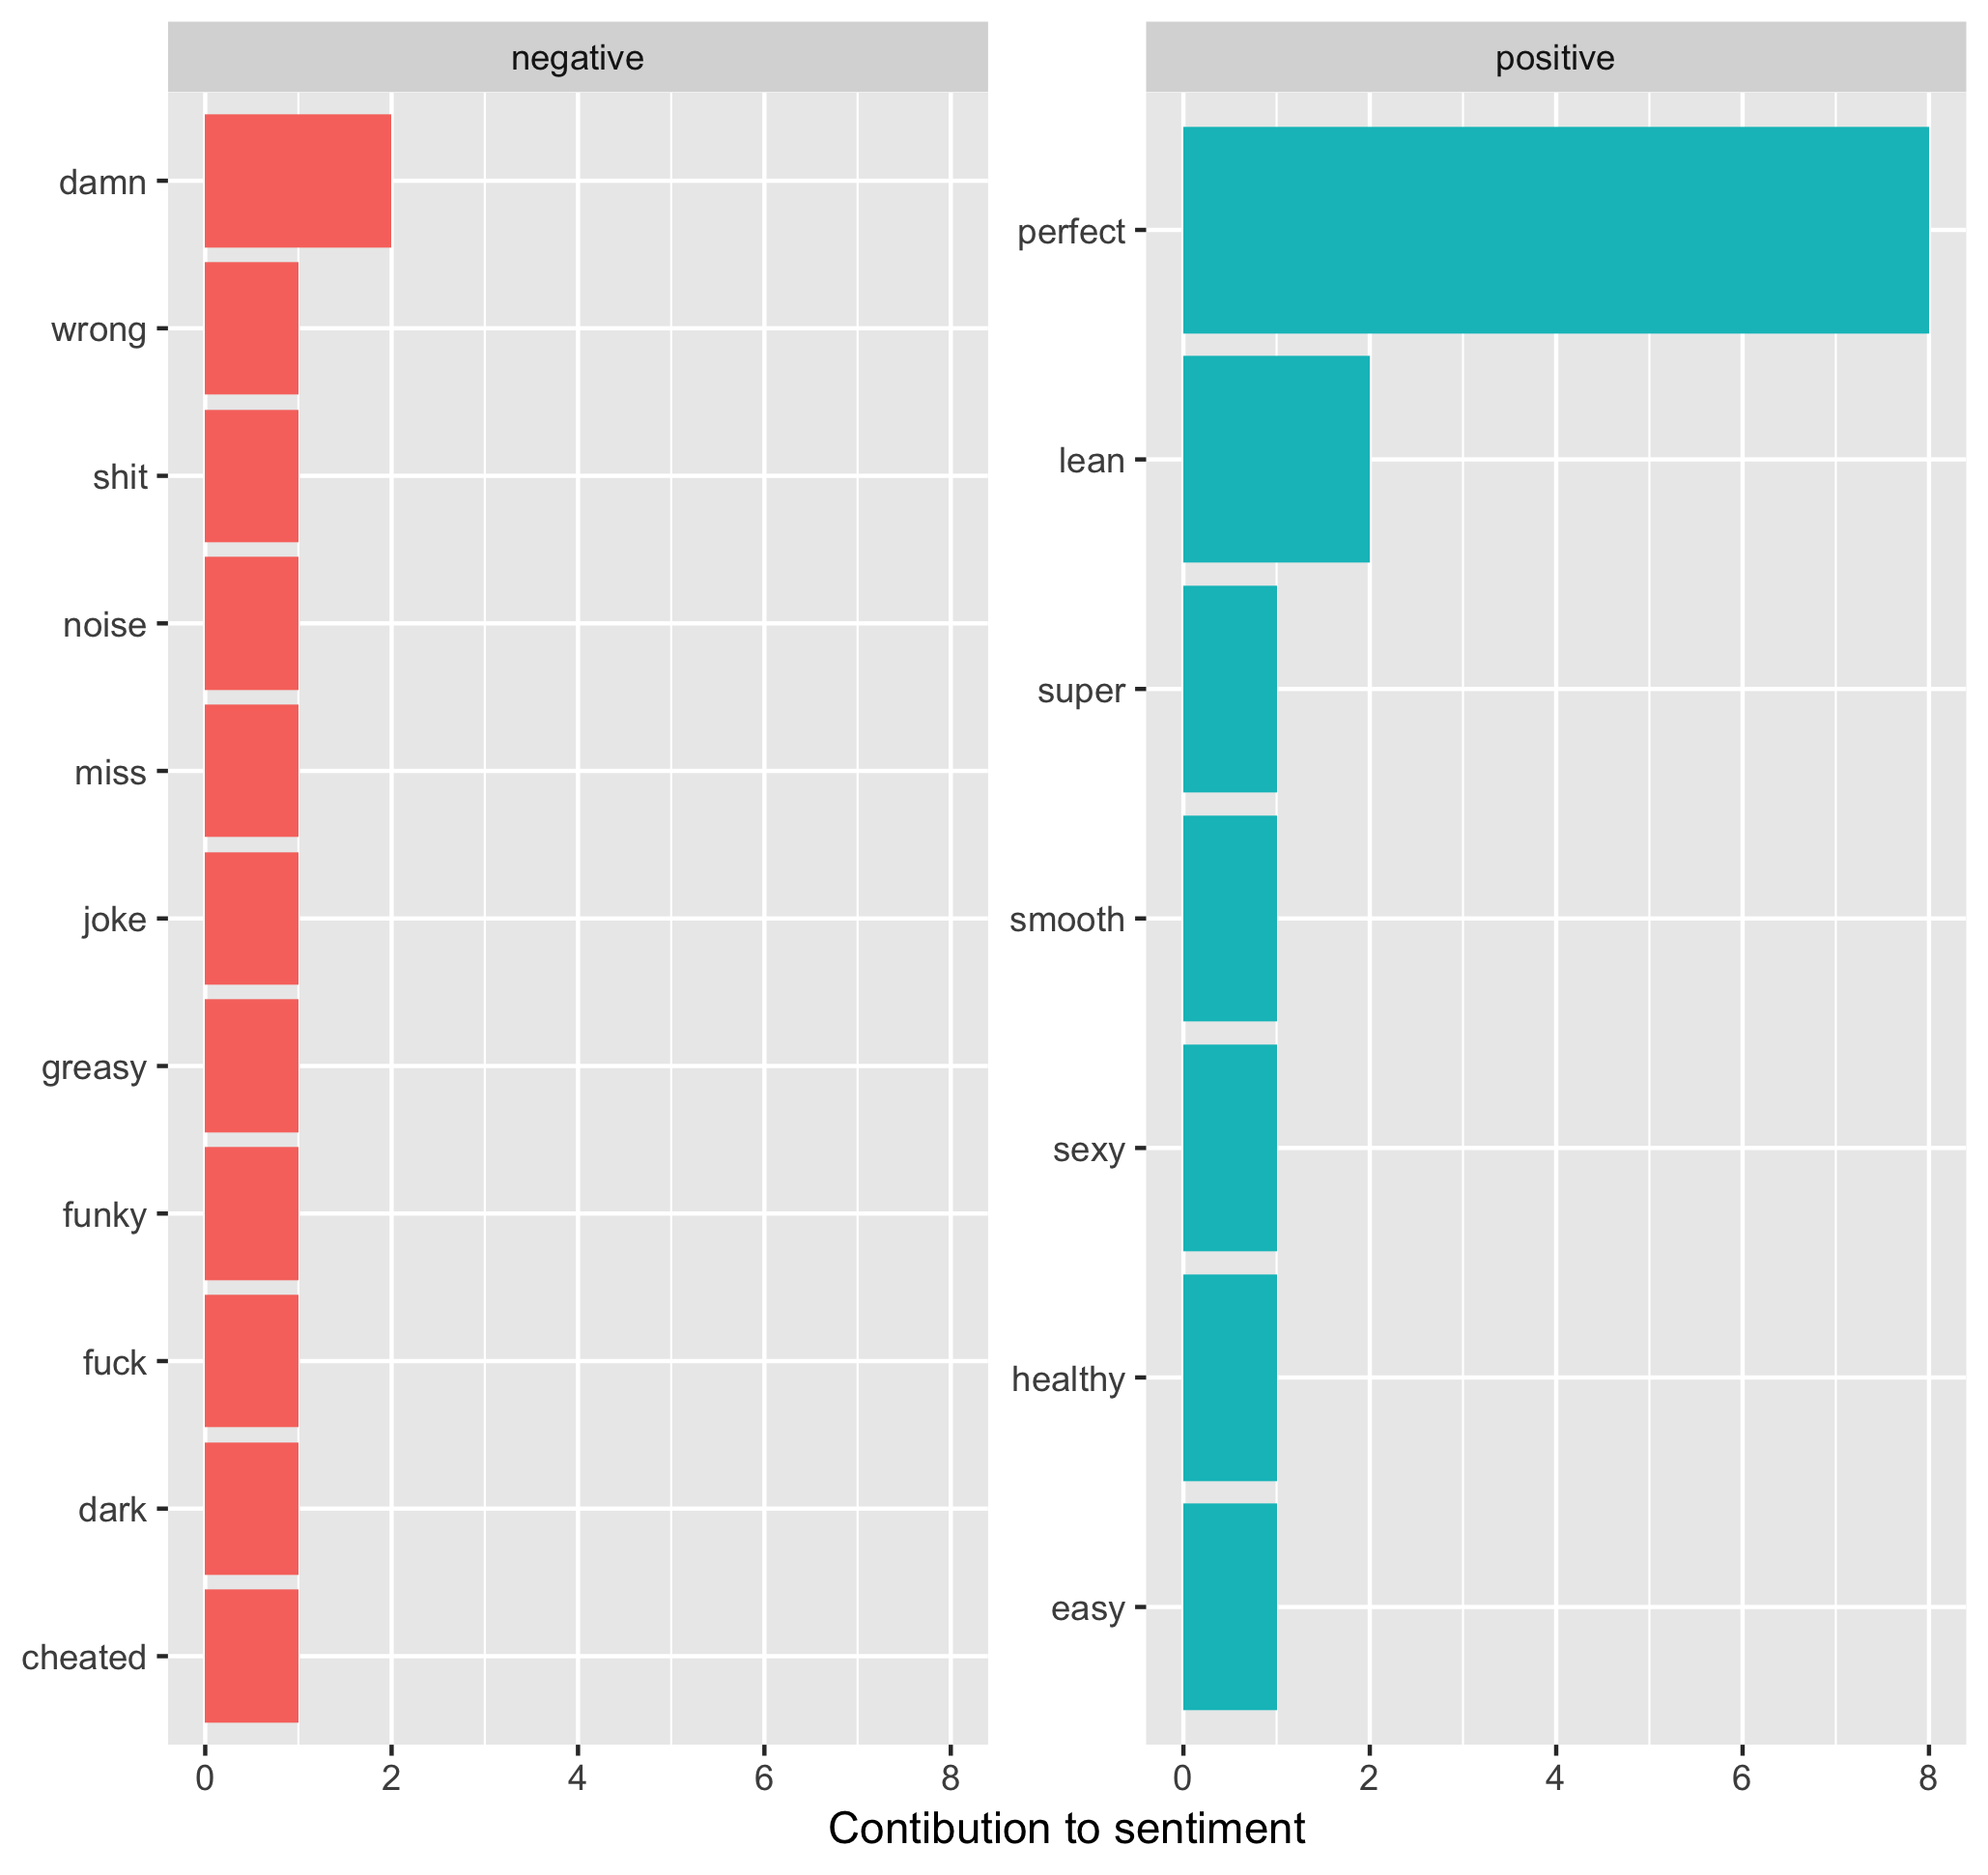 negative
damn
wrong
shit
noise
miss
joke
greasy
funky
fuck
dark
cheated
0 2 4 6 8
positive
perfect
lean
super
smooth
sexy
healthy
easy
0 2 4 6 8
Contibution to sentiment